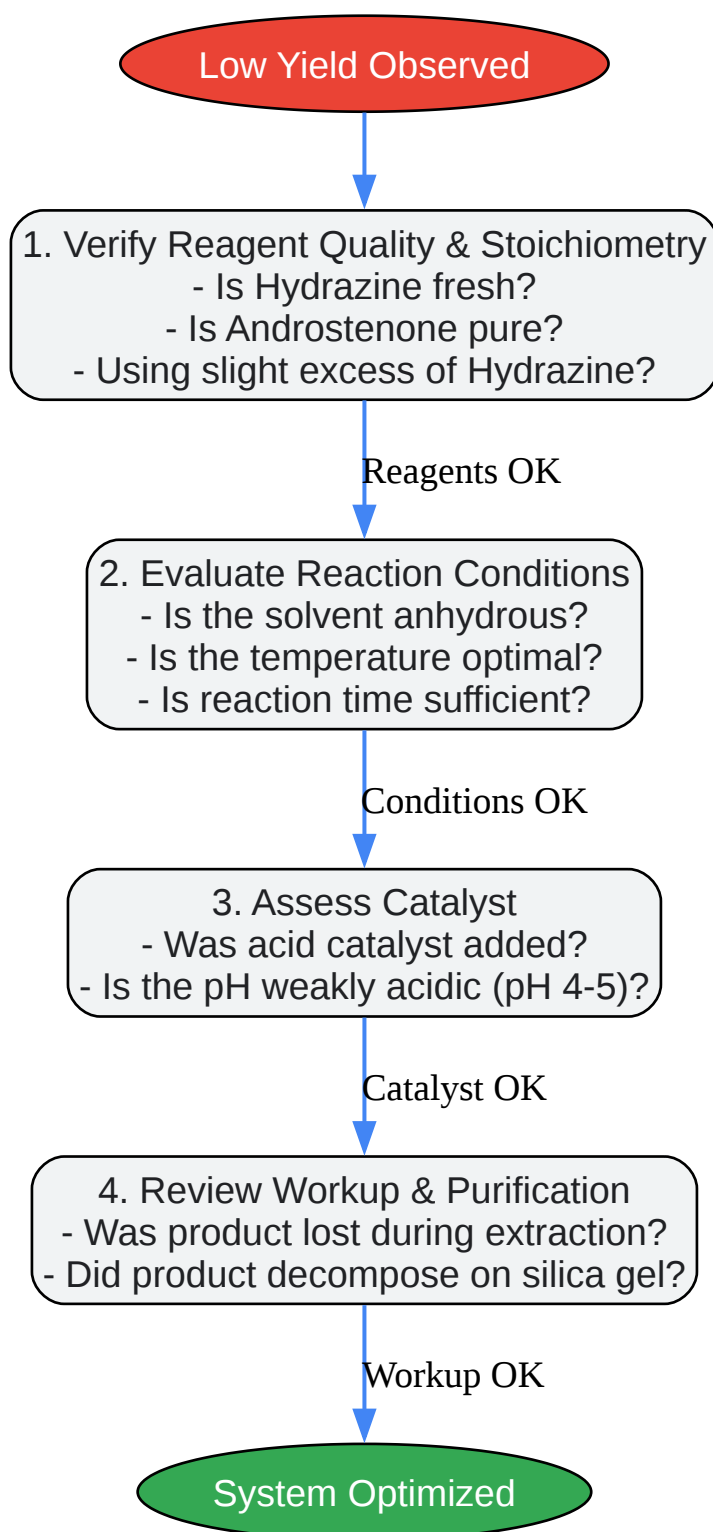 Low Yield Observed
1. Verify Reagent Quality & Stoichiometry
- Is Hydrazine fresh?
- Is Androstenone pure?
- Using slight excess of Hydrazine?
Reagents OK
2. Evaluate Reaction Conditions
- Is the solvent anhydrous?
- Is the temperature optimal?
- Is reaction time sufficient?
Conditions OK
3. Assess Catalyst
- Was acid catalyst added?
- Is the pH weakly acidic (pH 4-5)?
Catalyst OK
4. Review Workup & Purification
- Was product lost during extraction?
- Did product decompose on silica gel?
Workup OK
System Optimized